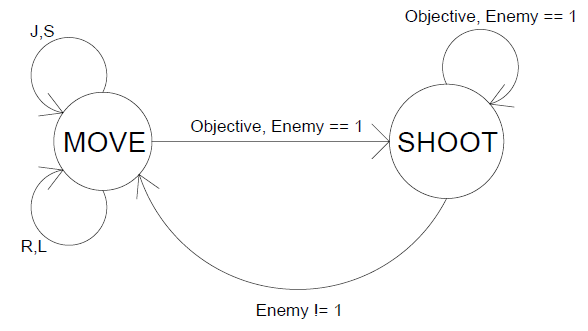 Objective, Enemy == 1
J,S
Objective, Enemy == 1
MOVE
SHOOT
R,L
Enemy != 1